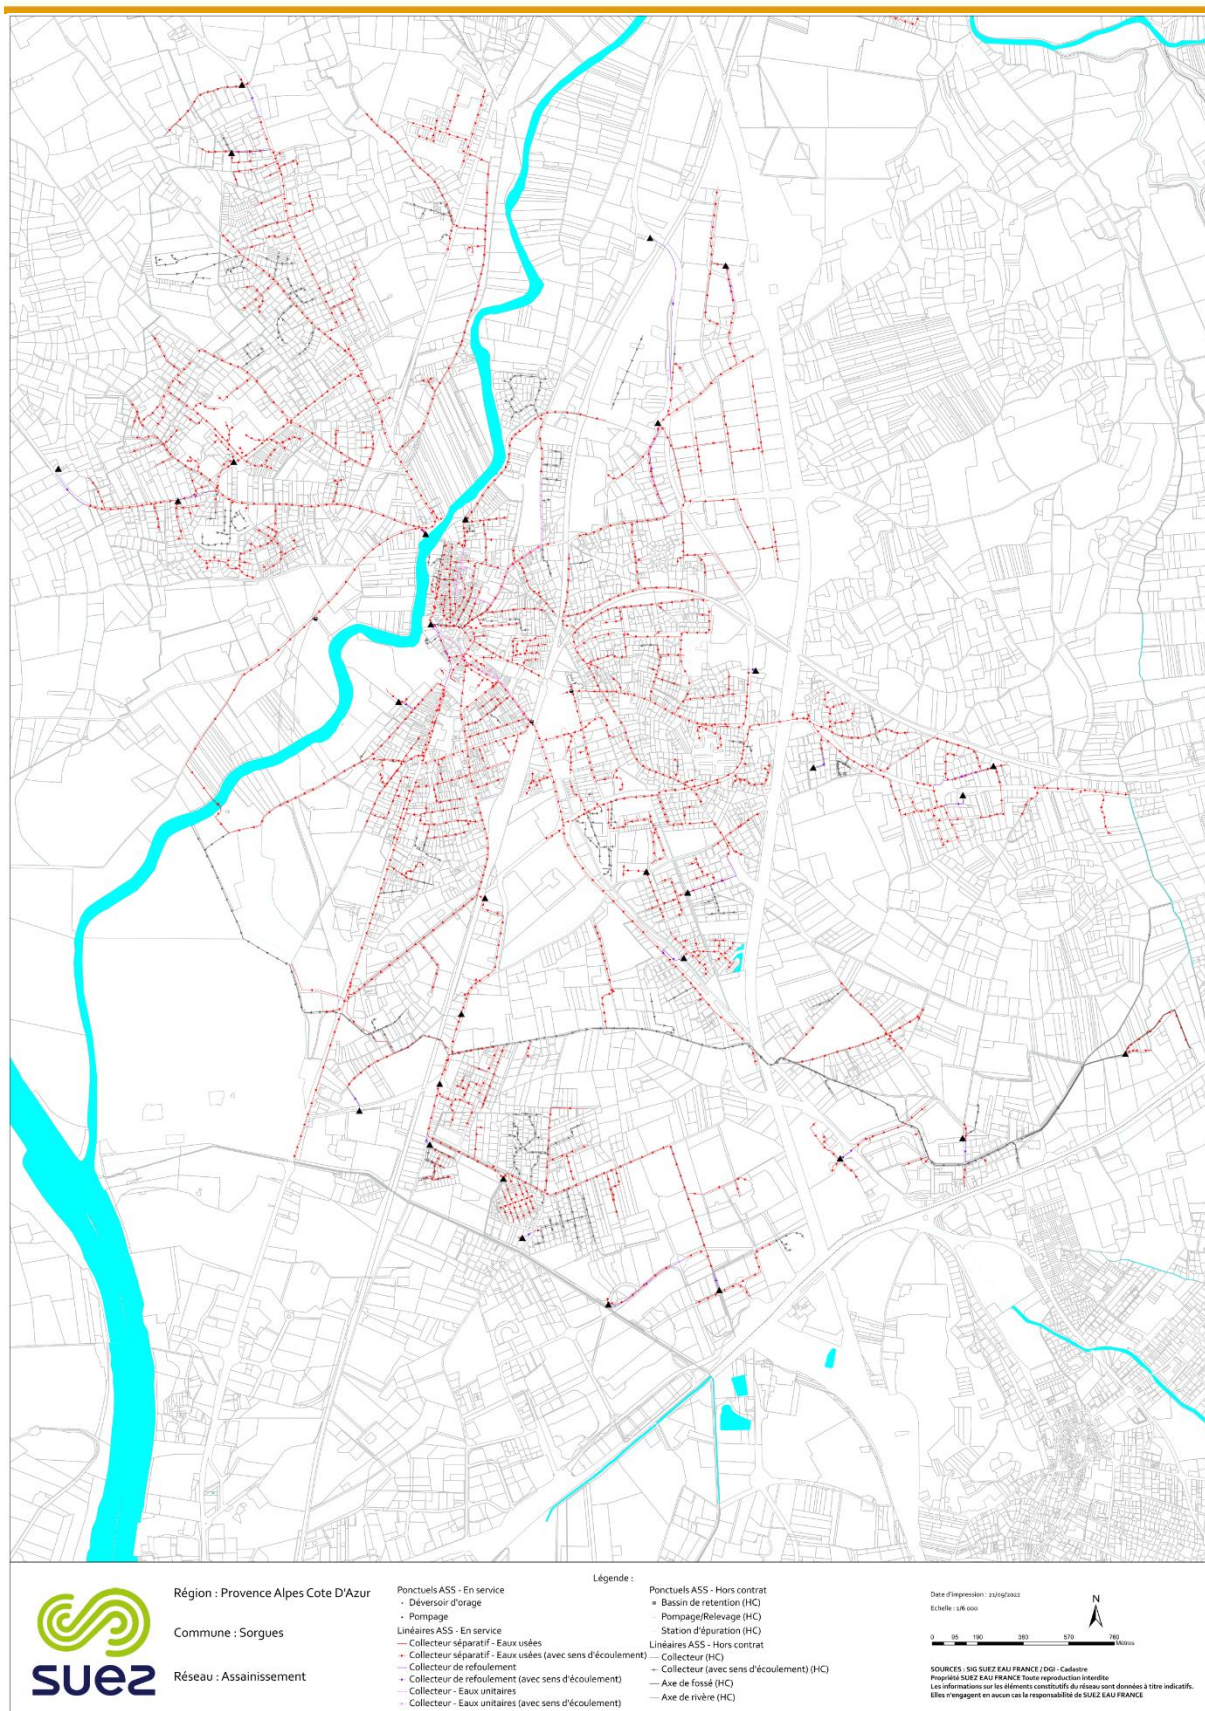 Légende :
Région : Provence Alpes Cote D'Azur
Commune : Sorgues
Réseau : Assainissement
suez
Ponctuels ASS - En service
Déversoir d'orage
Pompage
Linéaires ASS - En service
Collecteur séparatif - Eaux usées
Collecteur séparatif - Eaux usées (avec sens d'écoulement)
Collecteur de refoulement
Collecteur de refoulement (avec sens d'écoulement)
Collecteur - Eaux unitaires
Collecteur - Eaux unitaires (avec sens d'écoulement)
Ponctuels ASS - Hors contrat
Bassin de retention (HC)
Pompage/Relevage (HC)
Station d'épuration (HC)
Linéaires ASS - Hors contrat
Collecteur (HC)
Collecteur (avec sens d'écoulement) (HC)
Axe de fossé (HC)
Axe de rivère (HC)
Date d'impression : 21/09/2022
Echelle : 1/6 000
N
0 95 190 380 570 760
Mètres
SOURCES : SIG SUEZ EAU FRANCE / DGI - Cadastre
Propriété SUEZ EAU FRANCE Toute reproduction interdite
Les informations sur les éléments constitutifs du réseau sont données à titre indicatifs.
Elles n'engagent en aucun cas la responsabilité de SUEZ EAU FRANCE